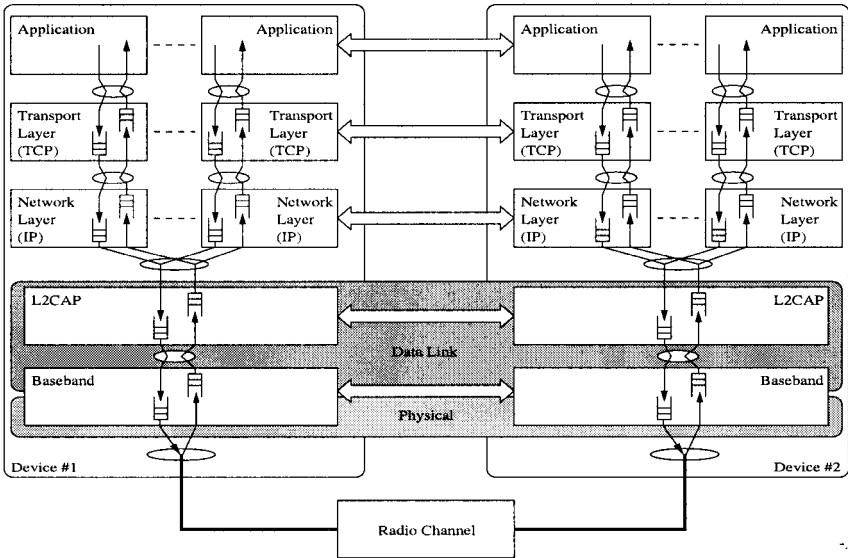 Application
Application
Application
Application
Transport
Layer
(TCP)
Transport
Layer
(TCP)
Transport
Layer
(TCP)
Transport
Layer
(TCP)
Network
Layer
(IP)
Network
Layer
(IP)
Network
Layer
(IP)
Network
Layer
(IP)
L2CAP
L2CAP
Data Link
Baseband
Baseband
Physical
Device #1
Device #2
Radio Channel